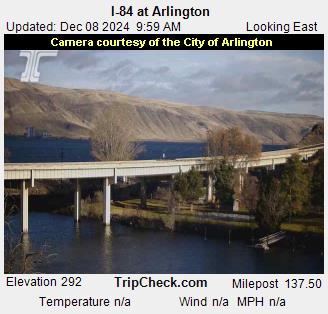 I-84 at Arlington
Updated: Dec 08 2024 9:59 AM Looking East
Camera courtesy of the City of Arlington
Elevation 292 TripCheck.com Milepost 137.50
Temperature n/a Wind n/a MPH n/a